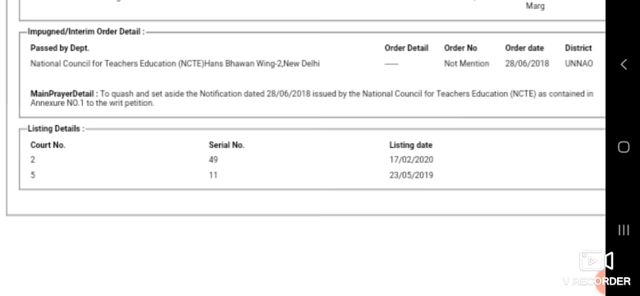 Marg
Impugned/Interim Order Detail :
Passed by Dept. Order Detail Order No Order date District
National Council for Teachers Education (NCTE)Hans Bhawan Wing-2,New Delhi ----- Not Mention 28/06/2018 UNNAO
MainPrayerDetail : To quash and set aside the Notification dated 28/06/2018 issued by the National Council for Teachers Education (NCTE) as contained in
Annexure NO.1 to the writ petition.
Listing Details :
Court No. Serial No. Listing date
2 49 17/02/2020
5 11 23/05/2019
V RECORDER